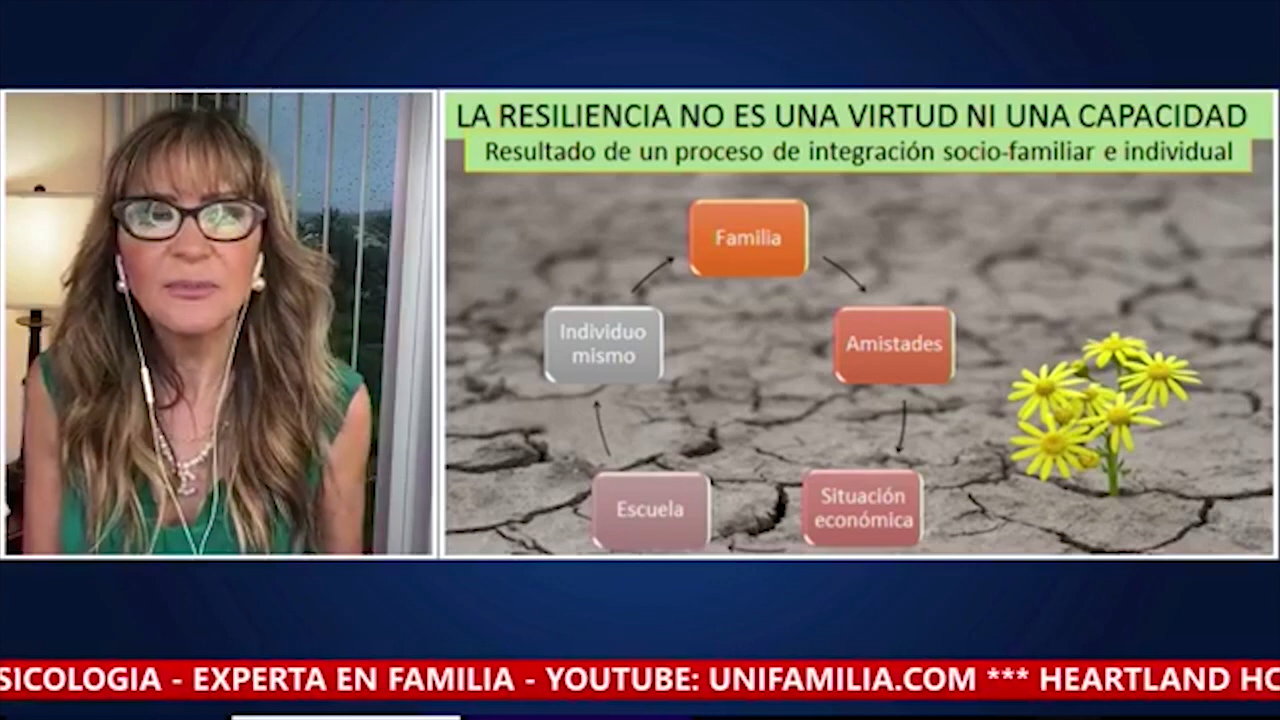 LA RESILIENCIA NO ES UNA VIRTUD NI UNA CAPACIDAD
Resultado de un proceso de integración socio-familiar e individual
Familia
Individuo
mismo
Amistades
Escuela
Situación
económica
SICOLOGIA - EXPERTA EN FAMILIA - YOUTUBE: UNIFAMILIA.COM *** HEARTLAND HO